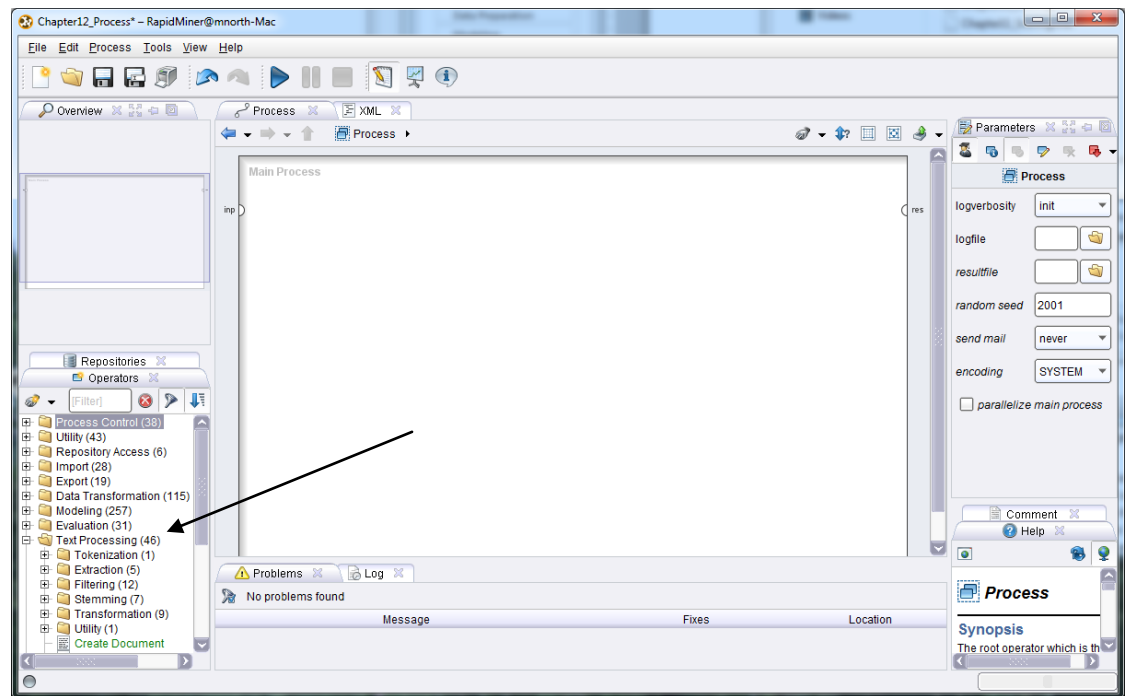 Chapter12_Process* – RapidMiner@mnorth-Mac
File Edit Process Tools View Help
Overview
Process
XML
Process
Parameters
Main Process
inp
res
Process
logverbosity
init
logfile
resultfile
random seed
2001
send mail
never
encoding
SYSTEM
parallelize main process
Repositories
Operators
[Filter]
Process Control (38)
Utility (43)
Repository Access (6)
Import (28)
Export (19)
Data Transformation (115)
Modeling (257)
Evaluation (31)
Text Processing (46)
Tokenization (1)
Extraction (5)
Filtering (12)
Stemming (7)
Transformation (9)
Utility (1)
Create Document
Problems
Log
No problems found
Message Fixes Location
Comment
Help
Process
Synopsis
The root operator which is th